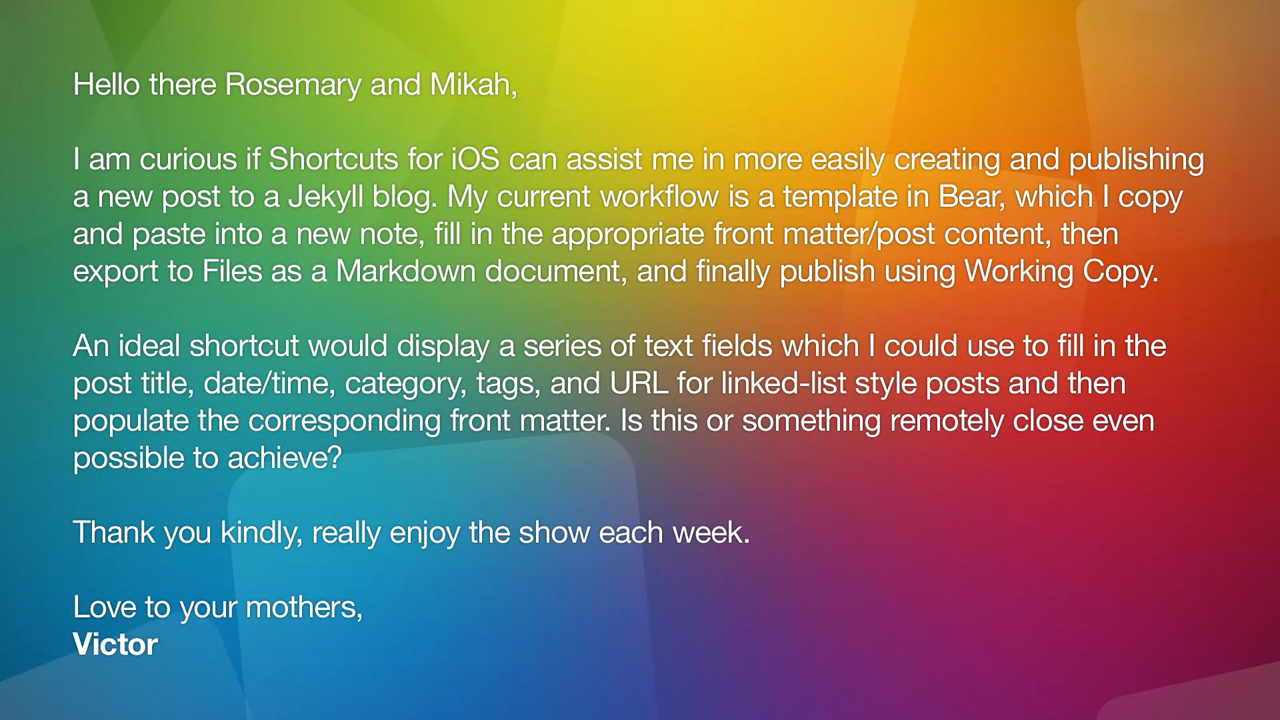 Hello there Rosemary and Mikah,
I am curious if Shortcuts for iOS can assist me in more easily creating and publishing
a new post to a Jekyll blog. My current workflow is a template in Bear, which I copy
and paste into a new note, fill in the appropriate front matter/post content, then
export to Files as a Markdown document, and finally publish using Working Copy.
An ideal shortcut would display a series of text fields which I could use to fill in the
post title, date/time, category, tags, and URL for linked-list style posts and then
populate the corresponding front matter. Is this or something remotely close even
possible to achieve?
Thank you kindly, really enjoy the show each week.
Love to your mothers,
Victor